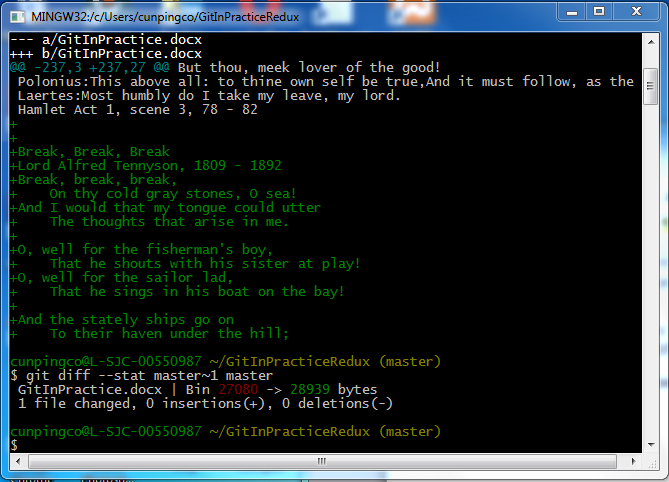 MINGW32:/c/Users/cunpingco/GitInPracticeRedux
--- a/GitInPractice.docx
+++ b/GitInPractice.docx
@@ -237,3 +237,27 @@ But thou, meek lover of the good!
 Polonius:This above all: to thine own self be true,And it must follow, as the
 Laertes:Most humbly do I take my leave, my lord.
 Hamlet Act 1, scene 3, 78 - 82
+
+
+Break, Break, Break
+Lord Alfred Tennyson, 1809 - 1892
+Break, break, break,
+    On thy cold gray stones, O sea!
+And I would that my tongue could utter
+    The thoughts that arise in me.
+
+O, well for the fisherman's boy,
+    That he shouts with his sister at play!
+O, well for the sailor lad,
+    That he sings in his boat on the bay!
+
+And the stately ships go on
+    To their haven under the hill;
cunpingco@L-SJC-00550987 ~/GitInPracticeRedux (master)
$ git diff --stat master~1 master
 GitInPractice.docx | Bin 27080 -> 28939 bytes
 1 file changed, 0 insertions(+), 0 deletions(-)
cunpingco@L-SJC-00550987 ~/GitInPracticeRedux (master)
$